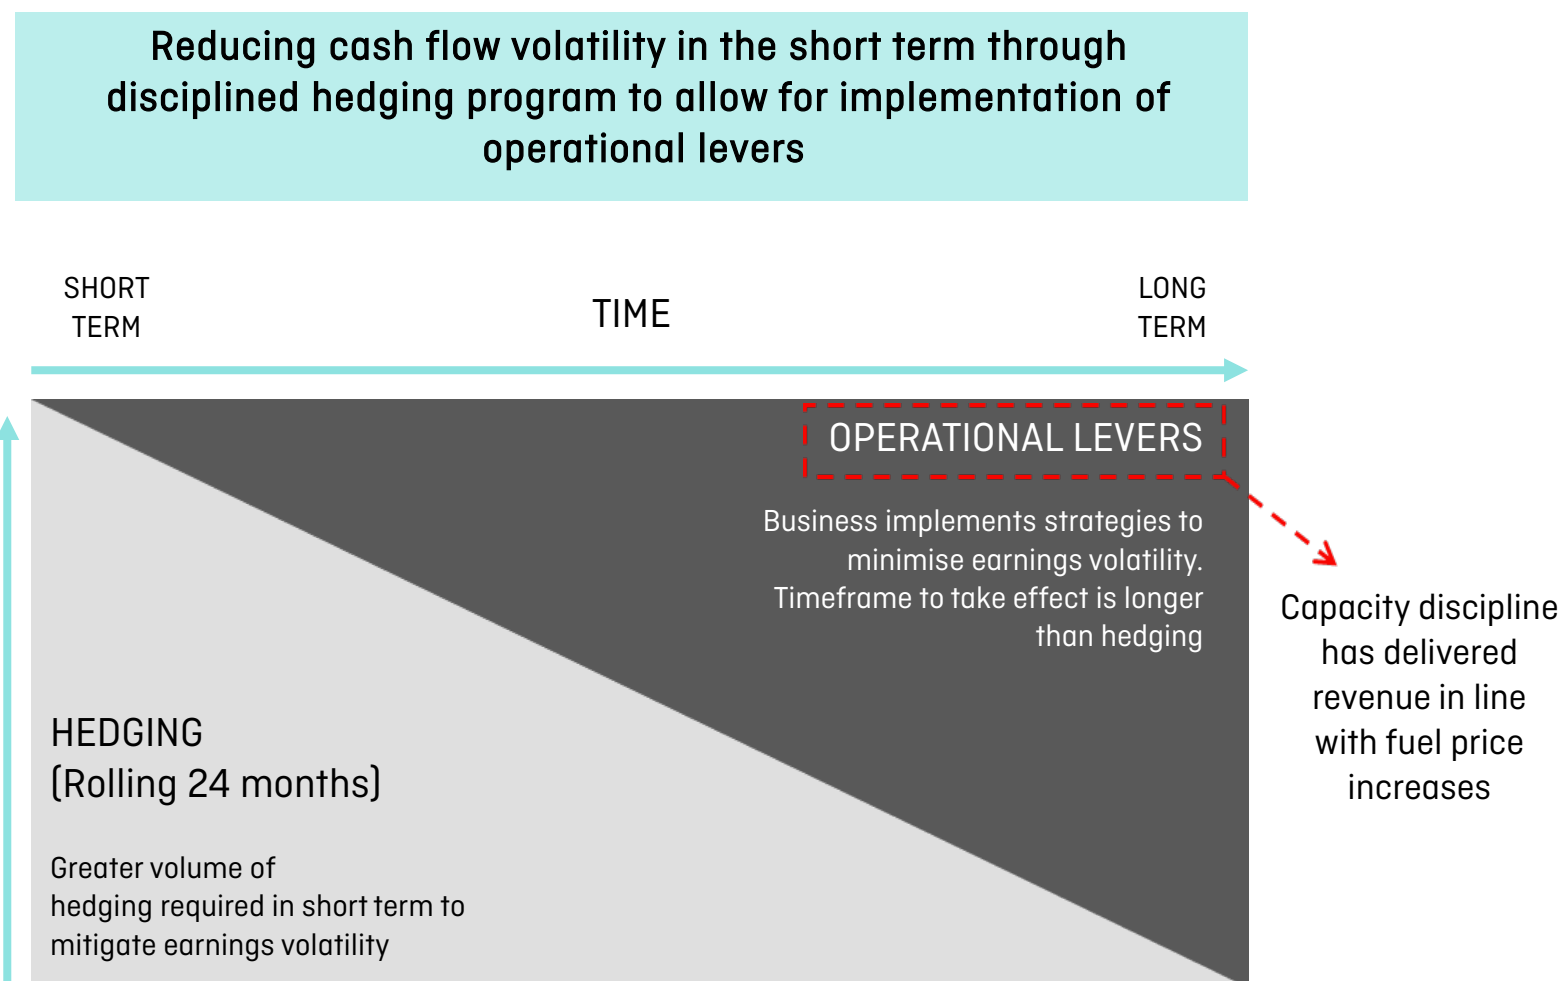 Reducing cash flow volatility in the short term through
disciplined hedging program to allow for implementation of
operational levers
SHORT
TERM
TIME
LONG
TERM
OPERATIONAL LEVERS
Business implements strategies to
minimise earnings volatility.
Timeframe to take effect is longer
than hedging
Capacity discipline
has delivered
revenue in line
with fuel price
increases
HEDGING
(Rolling 24 months)
Greater volume of
hedging required in short term to
mitigate earnings volatility